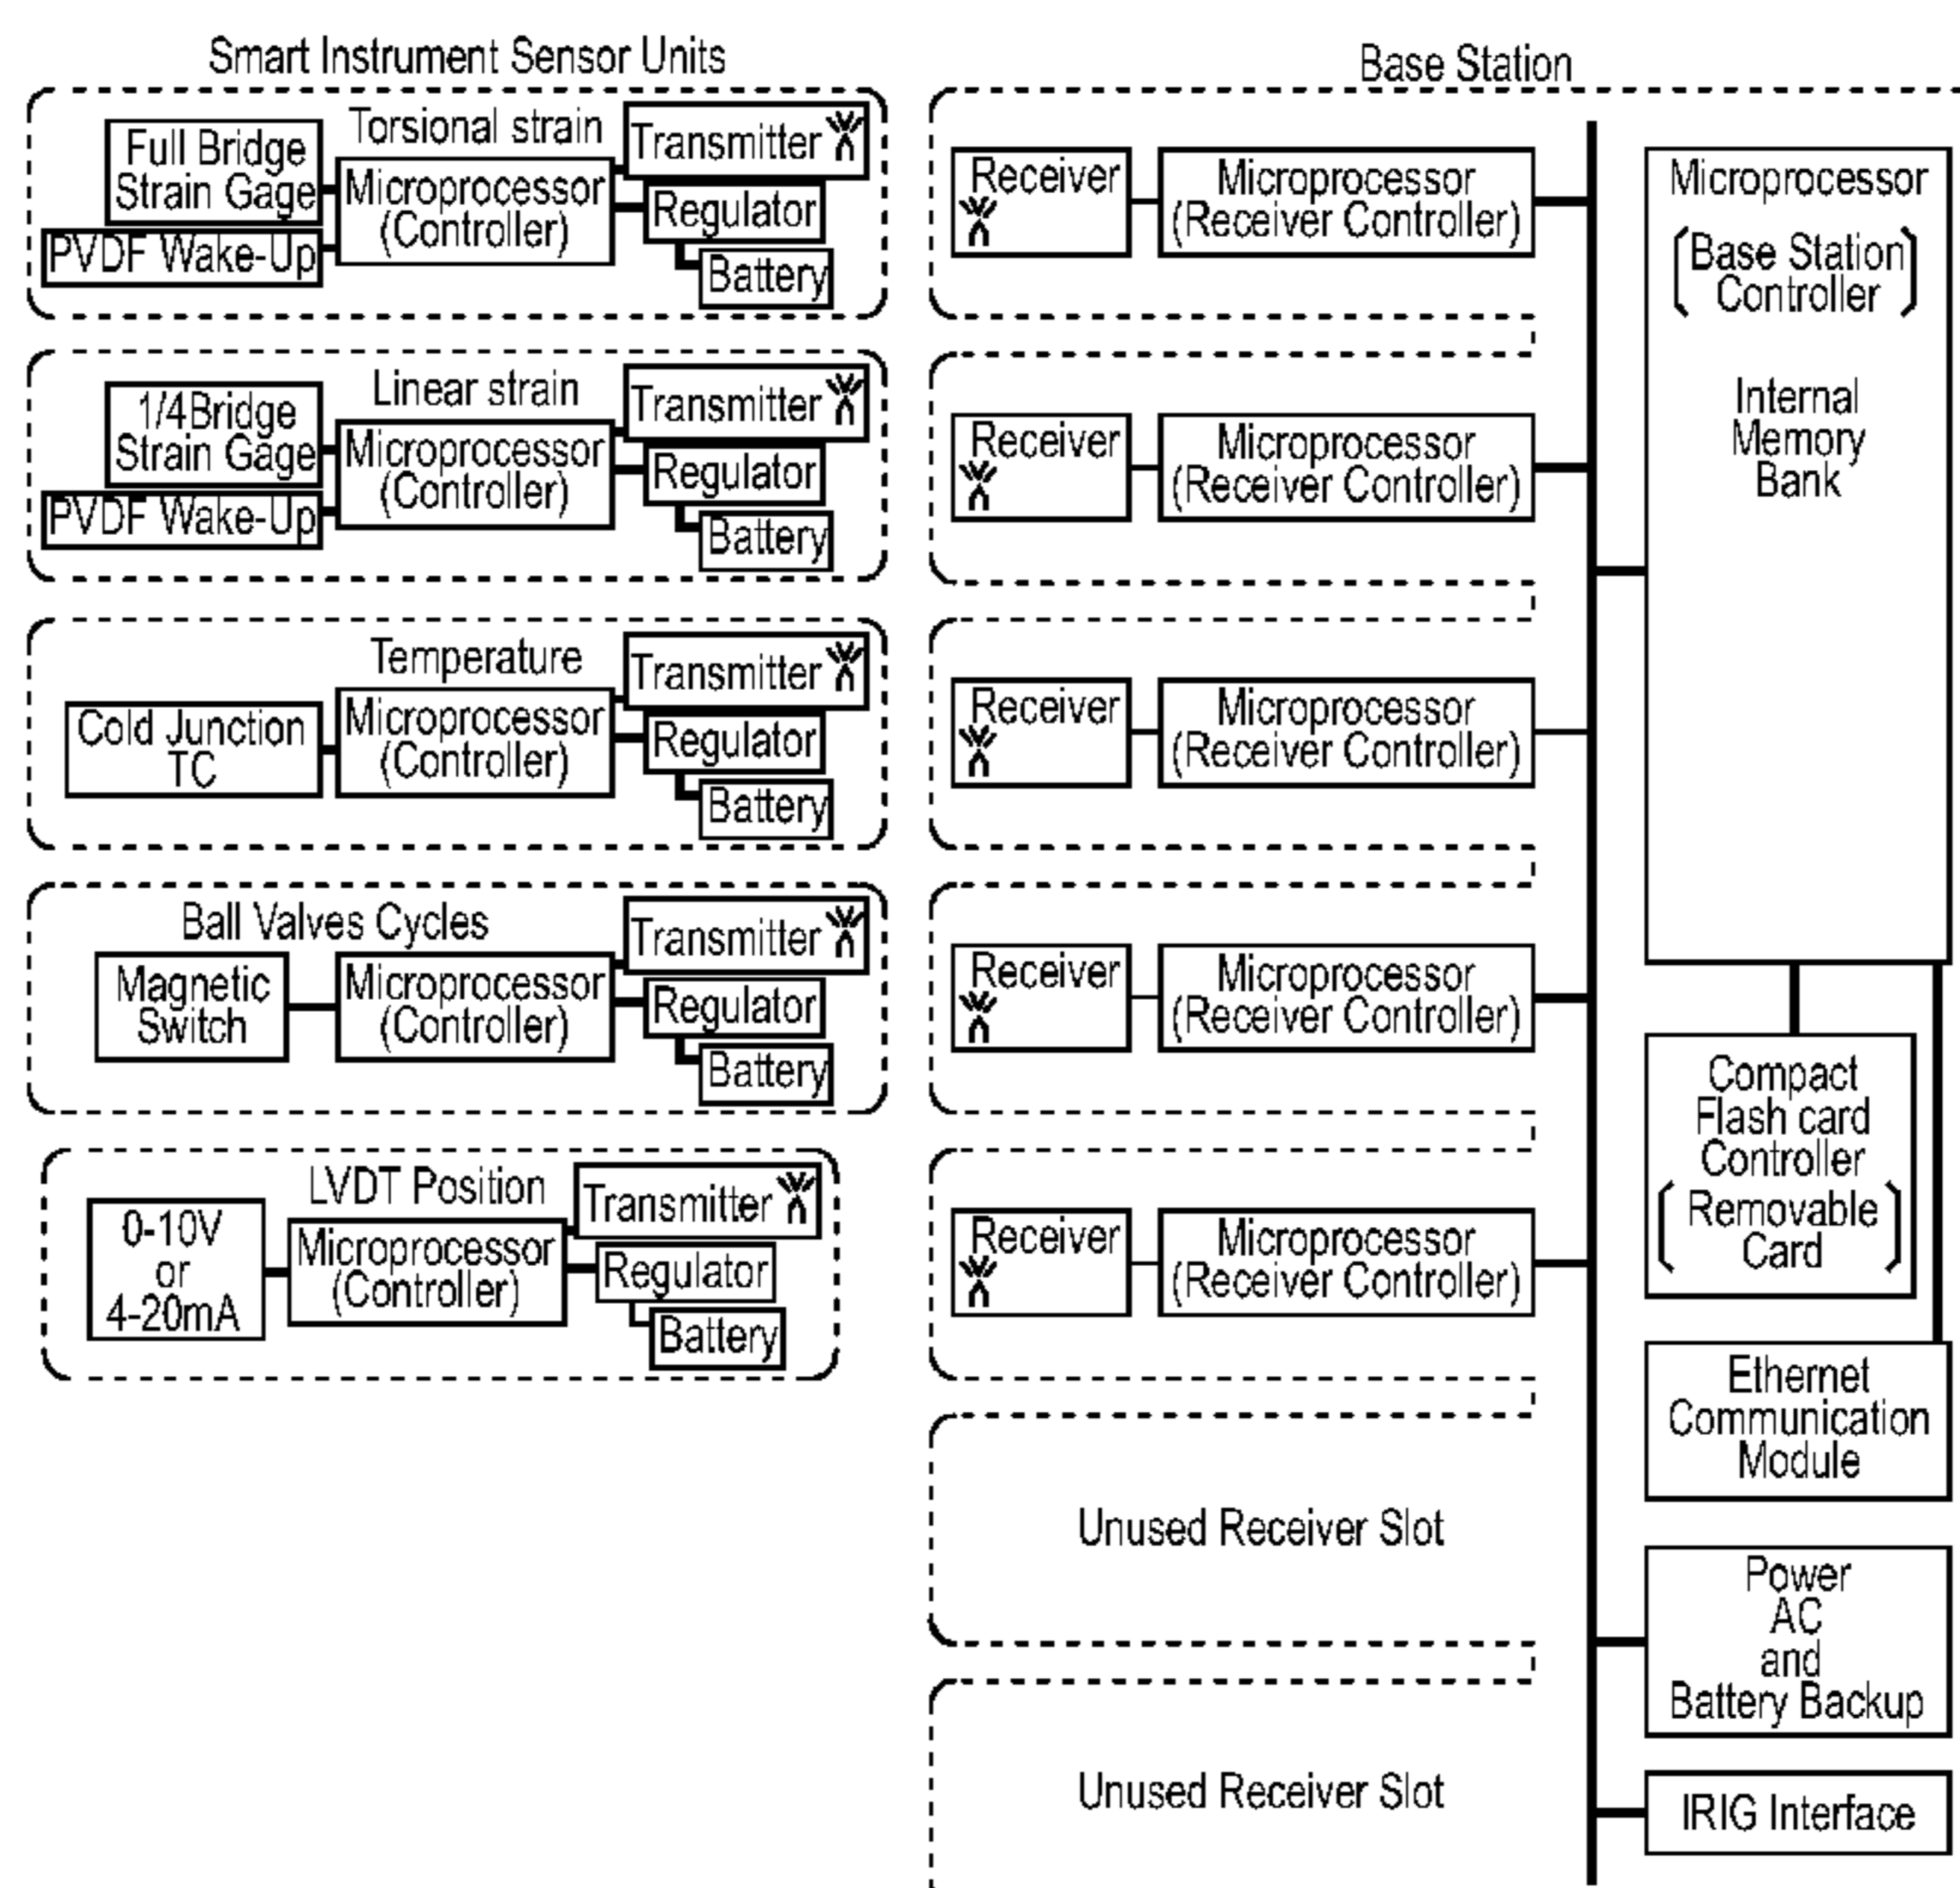 Smart Instrument Sensor Units
Torsional strain
Full Bridge
Strain Gage
PVDF Wake-Up
Microprocessor
(Controller)
Transmitter
Regulator
Battery
Linear strain
1/4Bridge
Strain Gage
PVDF Wake-Up
Microprocessor
(Controller)
Transmitter
Regulator
Battery
Temperature
Cold Junction
TC
Microprocessor
(Controller)
Transmitter
Regulator
Battery
Ball Valves Cycles
Magnetic
Switch
Microprocessor
(Controller)
Transmitter
Regulator
Battery
LVDT Position
0-10V
or
4-20mA
Microprocessor
(Controller)
Transmitter
Regulator
Battery
Base Station
Receiver
Microprocessor
(Receiver Controller)
Receiver
Microprocessor
(Receiver Controller)
Receiver
Microprocessor
(Receiver Controller)
Receiver
Microprocessor
(Receiver Controller)
Receiver
Microprocessor
(Receiver Controller)
Unused Receiver Slot
Unused Receiver Slot
Microprocessor
(Base Station
Controller)
Internal
Memory
Bank
Compact
Flash card
Controller
(Removable
Card)
Ethernet
Communication
Module
Power
AC
and
Battery Backup
IRIG Interface